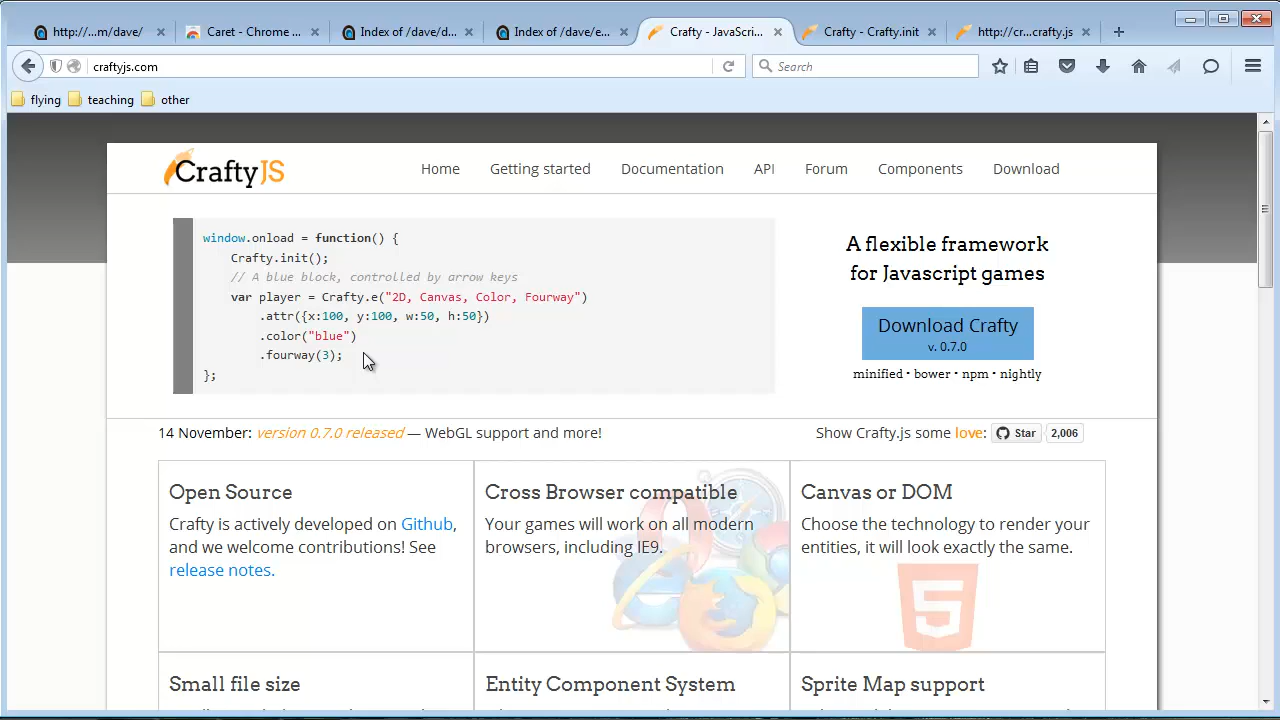 http://...m/dave/
Caret - Chrome ...
Index of /dave/d...
Index of /dave/e...
Crafty - JavaScri...
Crafty - Crafty.init
http://cr...crafty.js
craftyjs.com
Search
flying
teaching
other
CraftyJS
Home
Getting started
Documentation
API
Forum
Components
Download
window.onload = function() {
Crafty.init();
// A blue block, controlled by arrow keys
var player = Crafty.e("2D, Canvas, Color, Fourway")
.attr({x:100, y:100, w:50, h:50})
.color("blue")
.fourway(3);
};
A flexible framework
for Javascript games
Download Crafty
v. 0.7.0
minified • bower • npm • nightly
14 November: version 0.7.0 released — WebGL support and more!
Show Crafty.js some love:
Star
2,006
Open Source
Crafty is actively developed on Github,
and we welcome contributions! See
release notes.
Cross Browser compatible
Your games will work on all modern
browsers, including IE9.
Canvas or DOM
Choose the technology to render your
entities, it will look exactly the same.
5
Small file size
Entity Component System
Sprite Map support